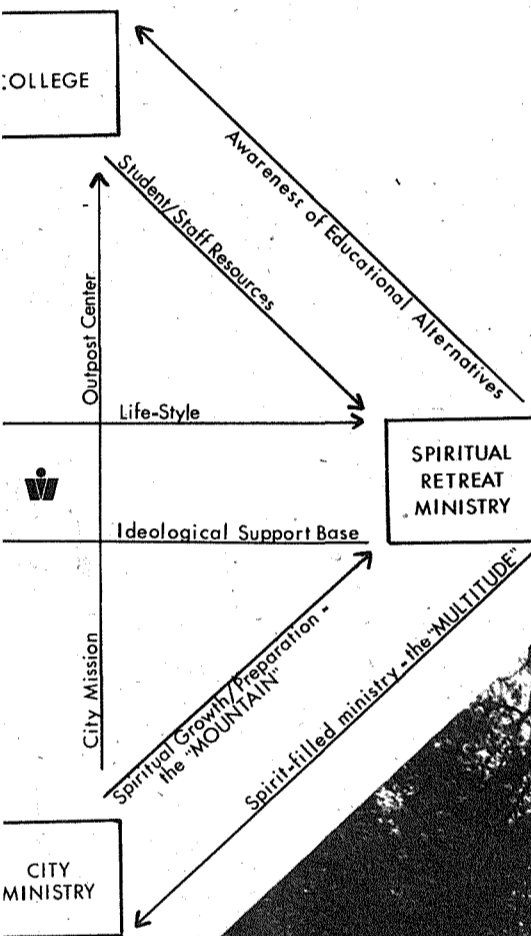 OLLEGE
Awareness of Educational Alternatives
Student/Staff Resources
Outpost Center
Life-Style
SPIRITUAL
RETREAT
MINISTRY
Ideological Support Base
City Mission
Spiritual Growth/Preparation -
the "MOUNTAIN"
Spirit-filled ministry - the "MULTITUDE"
CITY
MINISTRY